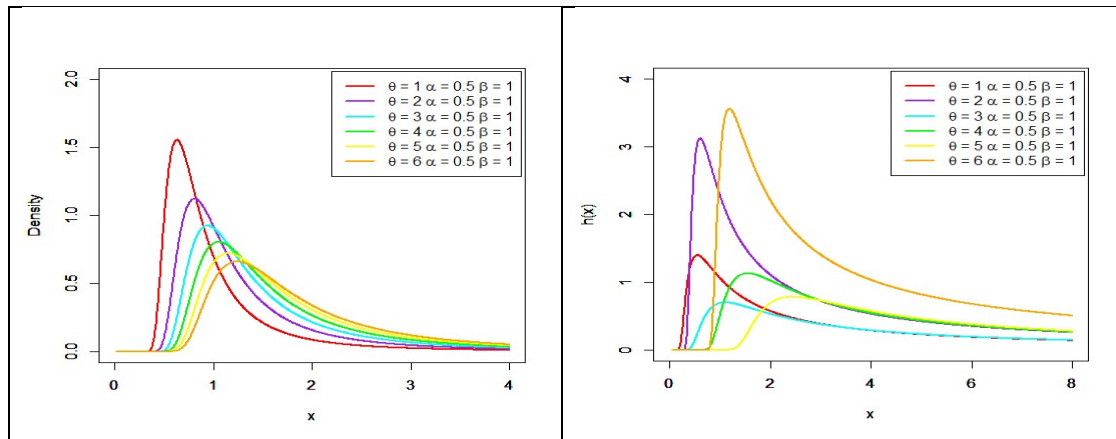 Density
2.0
1.5
1.0
0.5
0.0
θ = 1 α = 0.5 β = 1
θ = 2 α = 0.5 β = 1
θ = 3 α = 0.5 β = 1
θ = 4 α = 0.5 β = 1
θ = 5 α = 0.5 β = 1
θ = 6 α = 0.5 β = 1
0 1 2 3 4
x
h(x)
4
3
2
1
0
θ = 1 α = 0.5 β = 1
θ = 2 α = 0.5 β = 1
θ = 3 α = 0.5 β = 1
θ = 4 α = 0.5 β = 1
θ = 5 α = 0.5 β = 1
θ = 6 α = 0.5 β = 1
0 2 4 6 8
x